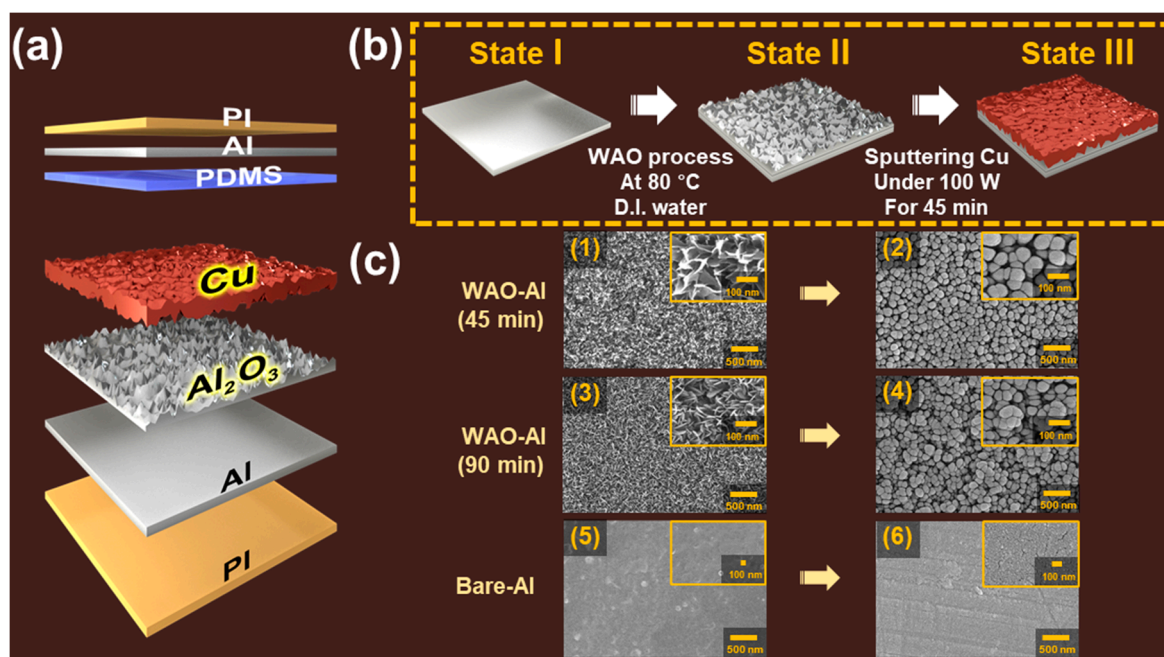 (a)
PI
Al
PDMS
Cu
Al₂O₃
Al
PI
(b)
State I
State II
State III
WAO process
At 80 °C
D.I. water
Sputtering Cu
Under 100 W
For 45 min
(c)
WAO-Al
(45 min)
(1)
100 nm
500 nm
(2)
100 nm
500 nm
WAO-Al
(90 min)
(3)
100 nm
500 nm
(4)
100 nm
500 nm
Bare-Al
(5)
100 nm
500 nm
(6)
100 nm
500 nm